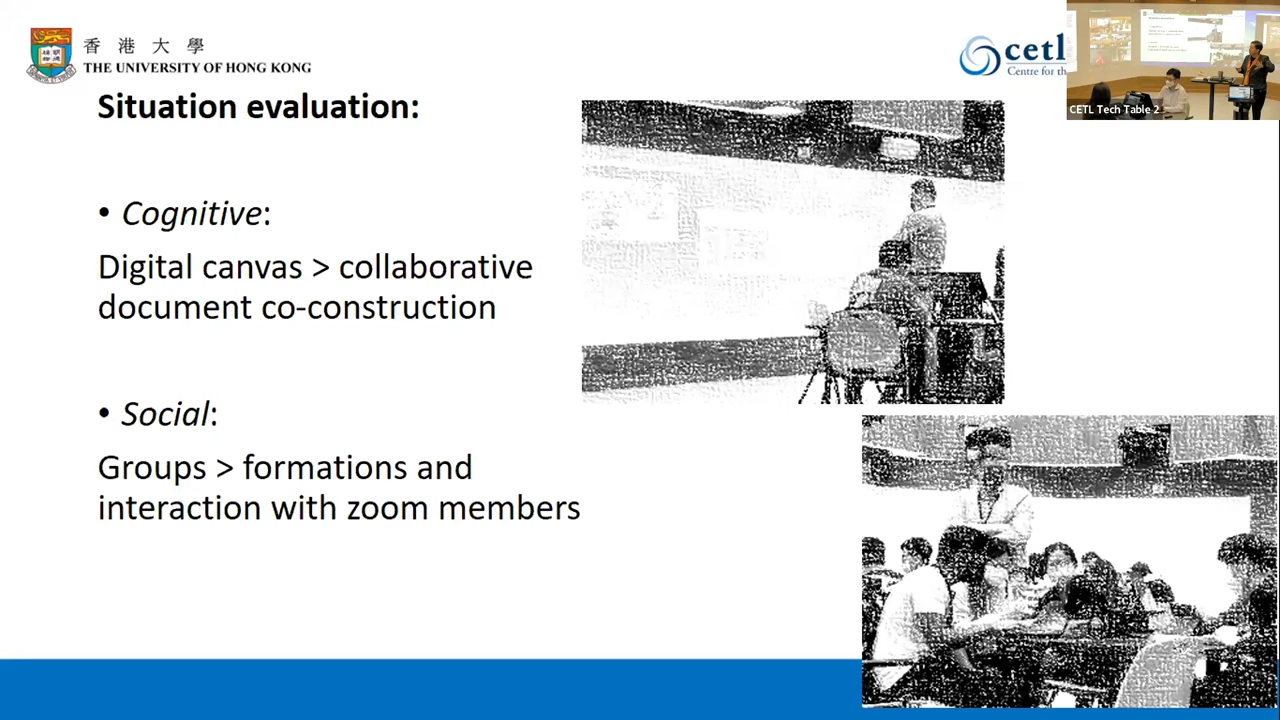 香港大學
THE UNIVERSITY OF HONG KONG
cetl
Centre for th
CETL Tech Table 2
Situation evaluation:
• Cognitive:
Digital canvas > collaborative
document co-construction
• Social:
Groups > formations and
interaction with zoom members